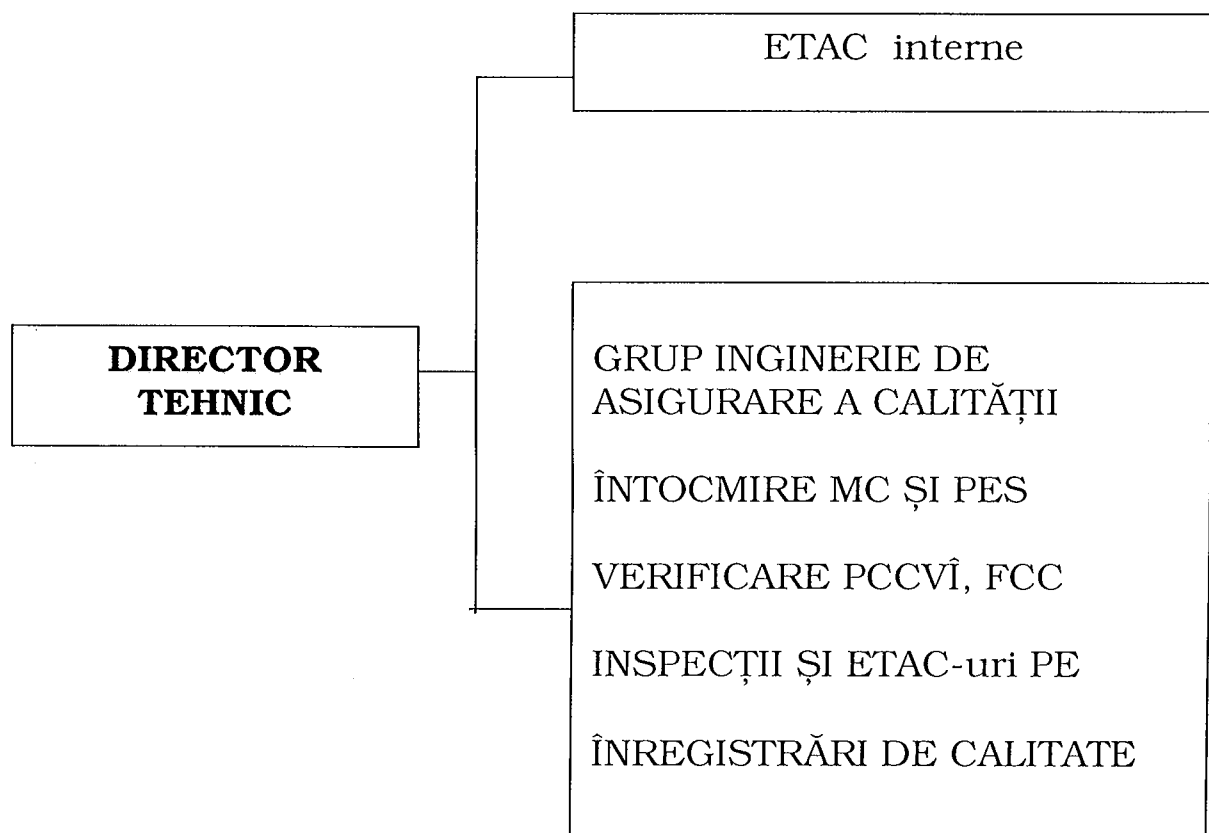 ETAC interne
DIRECTOR
TEHNIC
GRUP INGINERIE DE
ASIGURARE A CALITĂȚII
ÎNTOCMIRE MC ȘI PES
VERIFICARE PCCVÎ, FCC
INSPECȚII ȘI ETAC-uri PE
ÎNREGISTRĂRI DE CALITATE